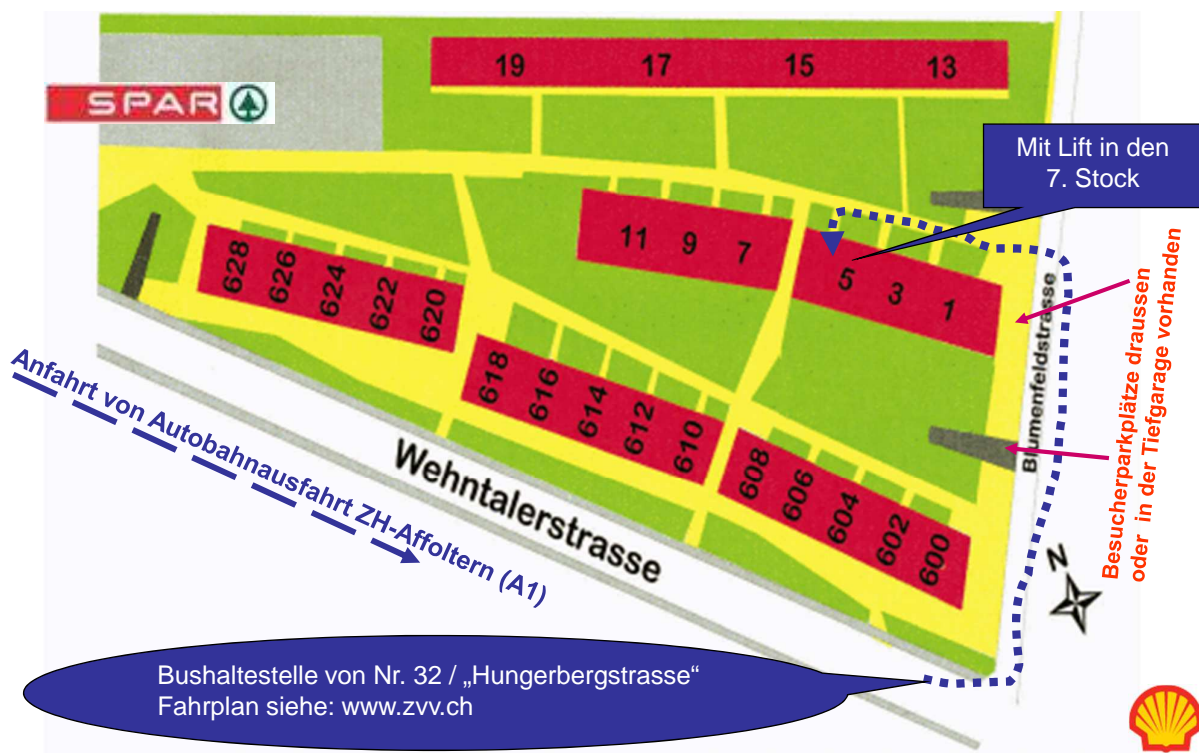 19 17 15 13
SPAR
Mit Lift in den
7. Stock
11 9 7
5 3 1
628 626 624 622 620
618 616 614 612 610
608 606 604 602 600
Blumenfeldstrasse
Besucherparkplätze draussen
oder in der Tiefgarage vorhanden
Anfahrt von Autobahnausfahrt ZH-Affoltern (A1)
Wehntalerstrasse
N
Bushaltestelle von Nr. 32 / „Hungerbergstrasse“
Fahrplan siehe: www.zvv.ch